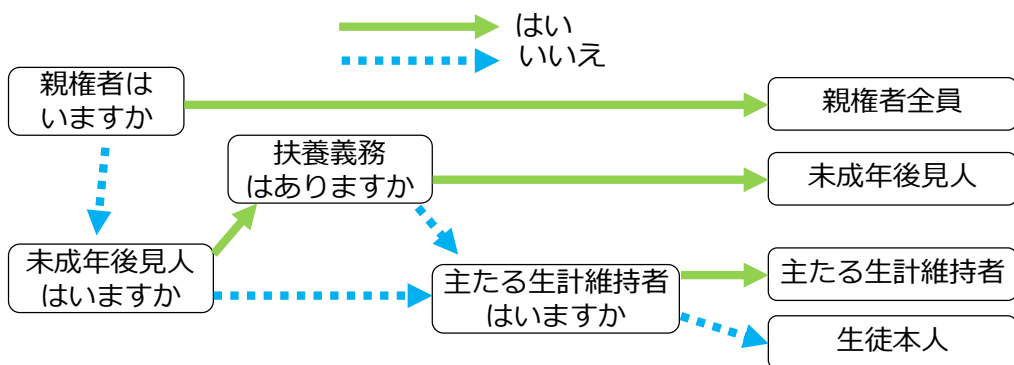 はい
いいえ
親権者は
いますか
親権者全員
扶養義務
はありますか
未成年後見人
未成年後見人
はいますか
主たる生計維持者
はいますか
主たる生計維持者
生徒本人